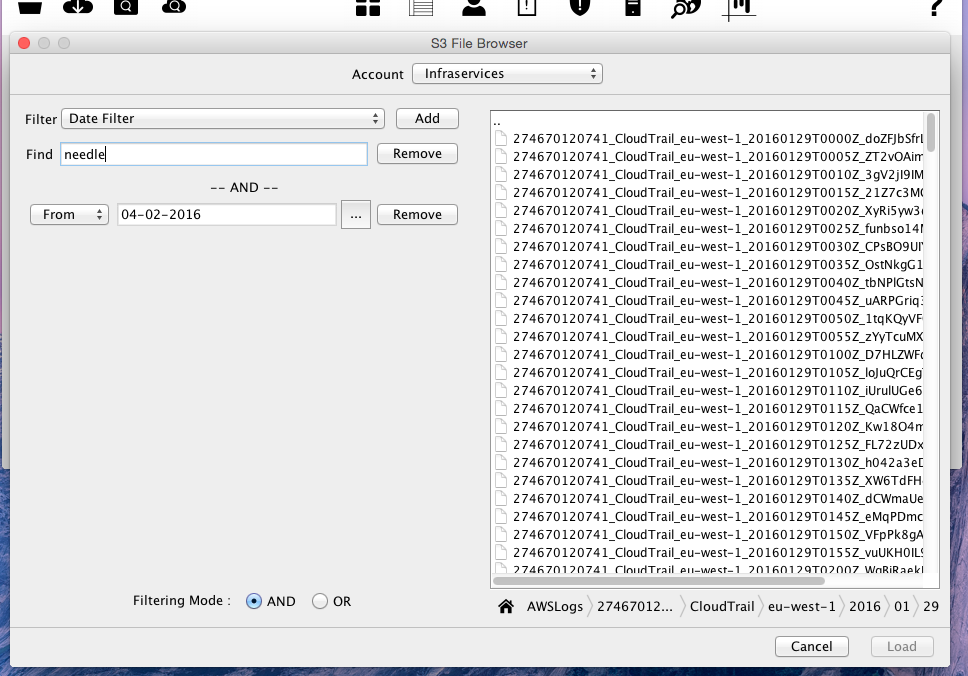 S3 File Browser
Account Infraservices
Filter Date Filter Add
Find needle Remove
-- AND --
From 04-02-2016 ... Remove
Filtering Mode : AND OR
..
274670120741_CloudTrail_eu-west-1_20160129T0000Z_doZFJbSfrl
274670120741_CloudTrail_eu-west-1_20160129T0005Z_ZT2vOAim
274670120741_CloudTrail_eu-west-1_20160129T0010Z_3gV2jI9IM
274670120741_CloudTrail_eu-west-1_20160129T0015Z_21Z7c3M
274670120741_CloudTrail_eu-west-1_20160129T0020Z_XyRi5yw3
274670120741_CloudTrail_eu-west-1_20160129T0025Z_funbso14
274670120741_CloudTrail_eu-west-1_20160129T0030Z_CPsBO9Ul
274670120741_CloudTrail_eu-west-1_20160129T0035Z_OstNkgG1
274670120741_CloudTrail_eu-west-1_20160129T0040Z_tbNPlGtsN
274670120741_CloudTrail_eu-west-1_20160129T0045Z_uARPGriq
274670120741_CloudTrail_eu-west-1_20160129T0050Z_1tqKQyVF
274670120741_CloudTrail_eu-west-1_20160129T0055Z_zYyTcuMX
274670120741_CloudTrail_eu-west-1_20160129T0100Z_D7HLZWF
274670120741_CloudTrail_eu-west-1_20160129T0105Z_loJuQrCEg
274670120741_CloudTrail_eu-west-1_20160129T0110Z_iUrulUGe6
274670120741_CloudTrail_eu-west-1_20160129T0115Z_QaCWfce1
274670120741_CloudTrail_eu-west-1_20160129T0120Z_Kw18O4m
274670120741_CloudTrail_eu-west-1_20160129T0125Z_FL72zUDx
274670120741_CloudTrail_eu-west-1_20160129T0130Z_h042a3eD
274670120741_CloudTrail_eu-west-1_20160129T0135Z_XW6TdFH
274670120741_CloudTrail_eu-west-1_20160129T0140Z_dCWmaUe
274670120741_CloudTrail_eu-west-1_20160129T0145Z_eMqPDmc
274670120741_CloudTrail_eu-west-1_20160129T0150Z_VFpPk8gA
274670120741_CloudTrail_eu-west-1_20160129T0155Z_vuUKH0IL9
274670120741_CloudTrail_eu-west-1_20160129T0200Z_WqBiRaekl
AWSLogs 27467012... CloudTrail eu-west-1 2016 01 29
Cancel Load